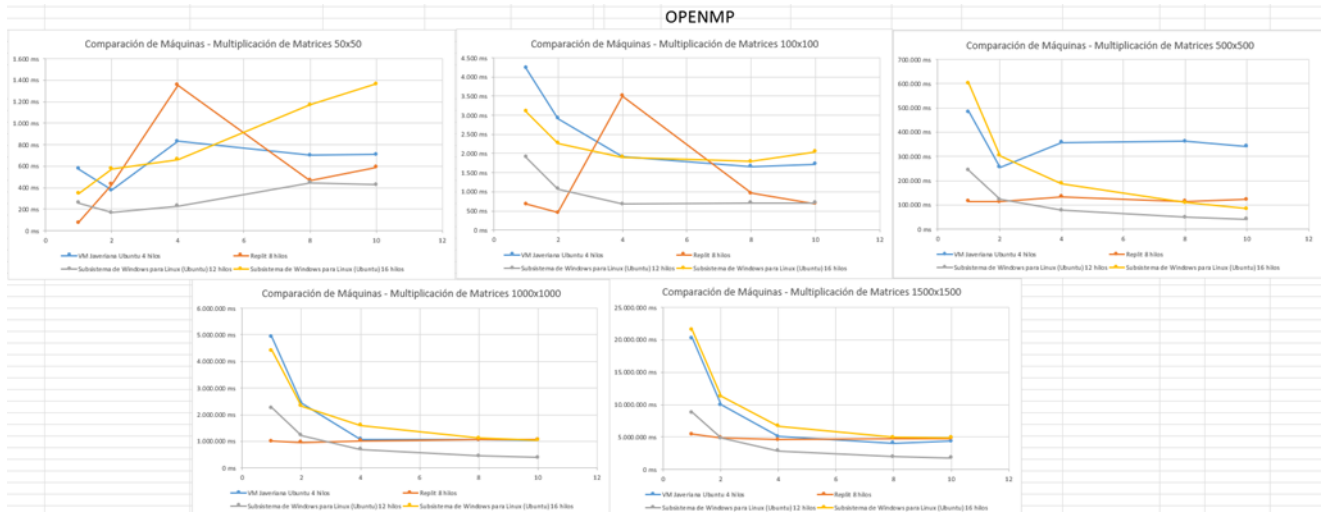 OPENMP
Comparación de Máquinas - Multiplicación de Matrices 50x50
1.600 ms
1.400 ms
1.200 ms
1.000 ms
800 ms
600 ms
400 ms
200 ms
0 ms
0 2 4 6 8 10 12
VM Javeriana Ubuntu 4 hilos Replit 8 hilos
Subsistema de Windows para Linux (Ubuntu) 12 hilos Subsistema de Windows para Linux (Ubuntu) 16 hilos
Comparación de Máquinas - Multiplicación de Matrices 100x100
4.500 ms
4.000 ms
3.500 ms
3.000 ms
2.500 ms
2.000 ms
1.500 ms
1.000 ms
500 ms
0 ms
0 2 4 6 8 10 12
VM Javeriana Ubuntu 4 hilos Replit 8 hilos
Subsistema de Windows para Linux (Ubuntu) 12 hilos Subsistema de Windows para Linux (Ubuntu) 16 hilos
Comparación de Máquinas - Multiplicación de Matrices 500x500
700.000 ms
600.000 ms
500.000 ms
400.000 ms
300.000 ms
200.000 ms
100.000 ms
0 ms
0 2 4 6 8 10 12
VM Javeriana Ubuntu 4 hilos Replit 8 hilos
Subsistema de Windows para Linux (Ubuntu) 12 hilos Subsistema de Windows para Linux (Ubuntu) 16 hilos
Comparación de Máquinas - Multiplicación de Matrices 1000x1000
6.000.000 ms
5.000.000 ms
4.000.000 ms
3.000.000 ms
2.000.000 ms
1.000.000 ms
0 ms
0 2 4 6 8 10 12
VM Javeriana Ubuntu 4 hilos Replit 8 hilos
Subsistema de Windows para Linux (Ubuntu) 12 hilos Subsistema de Windows para Linux (Ubuntu) 16 hilos
Comparación de Máquinas - Multiplicación de Matrices 1500x1500
25.000.000 ms
20.000.000 ms
15.000.000 ms
10.000.000 ms
5.000.000 ms
0 ms
0 2 4 6 8 10 12
VM Javeriana Ubuntu 4 hilos Replit 8 hilos
Subsistema de Windows para Linux (Ubuntu) 12 hilos Subsistema de Windows para Linux (Ubuntu) 16 hilos